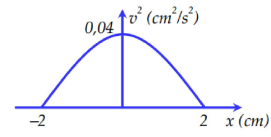 v² (cm²/s²)
0,04
−2
2
x (cm)